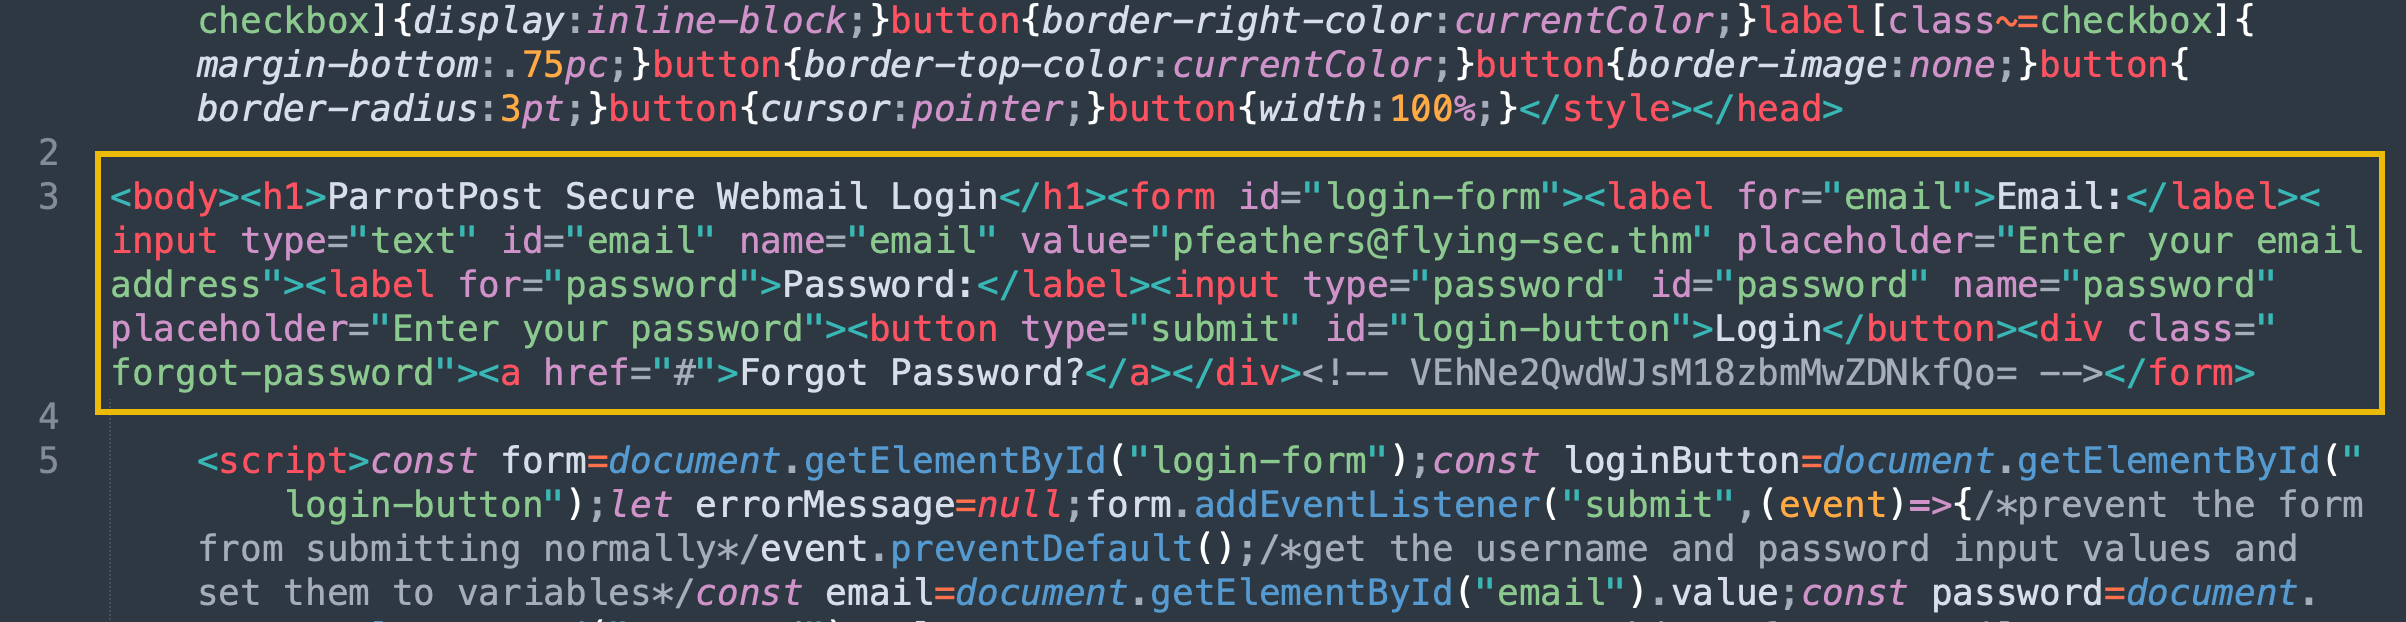 checkbox]{display:inline-block;}button{border-right-color:currentColor;}label[class~=checkbox]{
margin-bottom:.75pc;}button{border-top-color:currentColor;}button{border-image:none;}button{
border-radius:3pt;}button{cursor:pointer;}button{width:100%;}</style></head>
2
3 <body><h1>ParrotPost Secure Webmail Login</h1><form id="login-form"><label for="email">Email:</label><
input type="text" id="email" name="email" value="pfeathers@flying-sec.thm" placeholder="Enter your email
address"><label for="password">Password:</label><input type="password" id="password" name="password"
placeholder="Enter your password"><button type="submit" id="login-button">Login</button><div class="
forgot-password"><a href="#">Forgot Password?</a></div><!-- VEhNe2QwdWJsM18zbmMwZDNkfQo= --></form>
4
5 <script>const form=document.getElementById("login-form");const loginButton=document.getElementById("
login-button");let errorMessage=null;form.addEventListener("submit",(event)=>{/*prevent the form
from submitting normally*/event.preventDefault();/*get the username and password input values and
set them to variables*/const email=document.getElementById("email").value;const password=document.